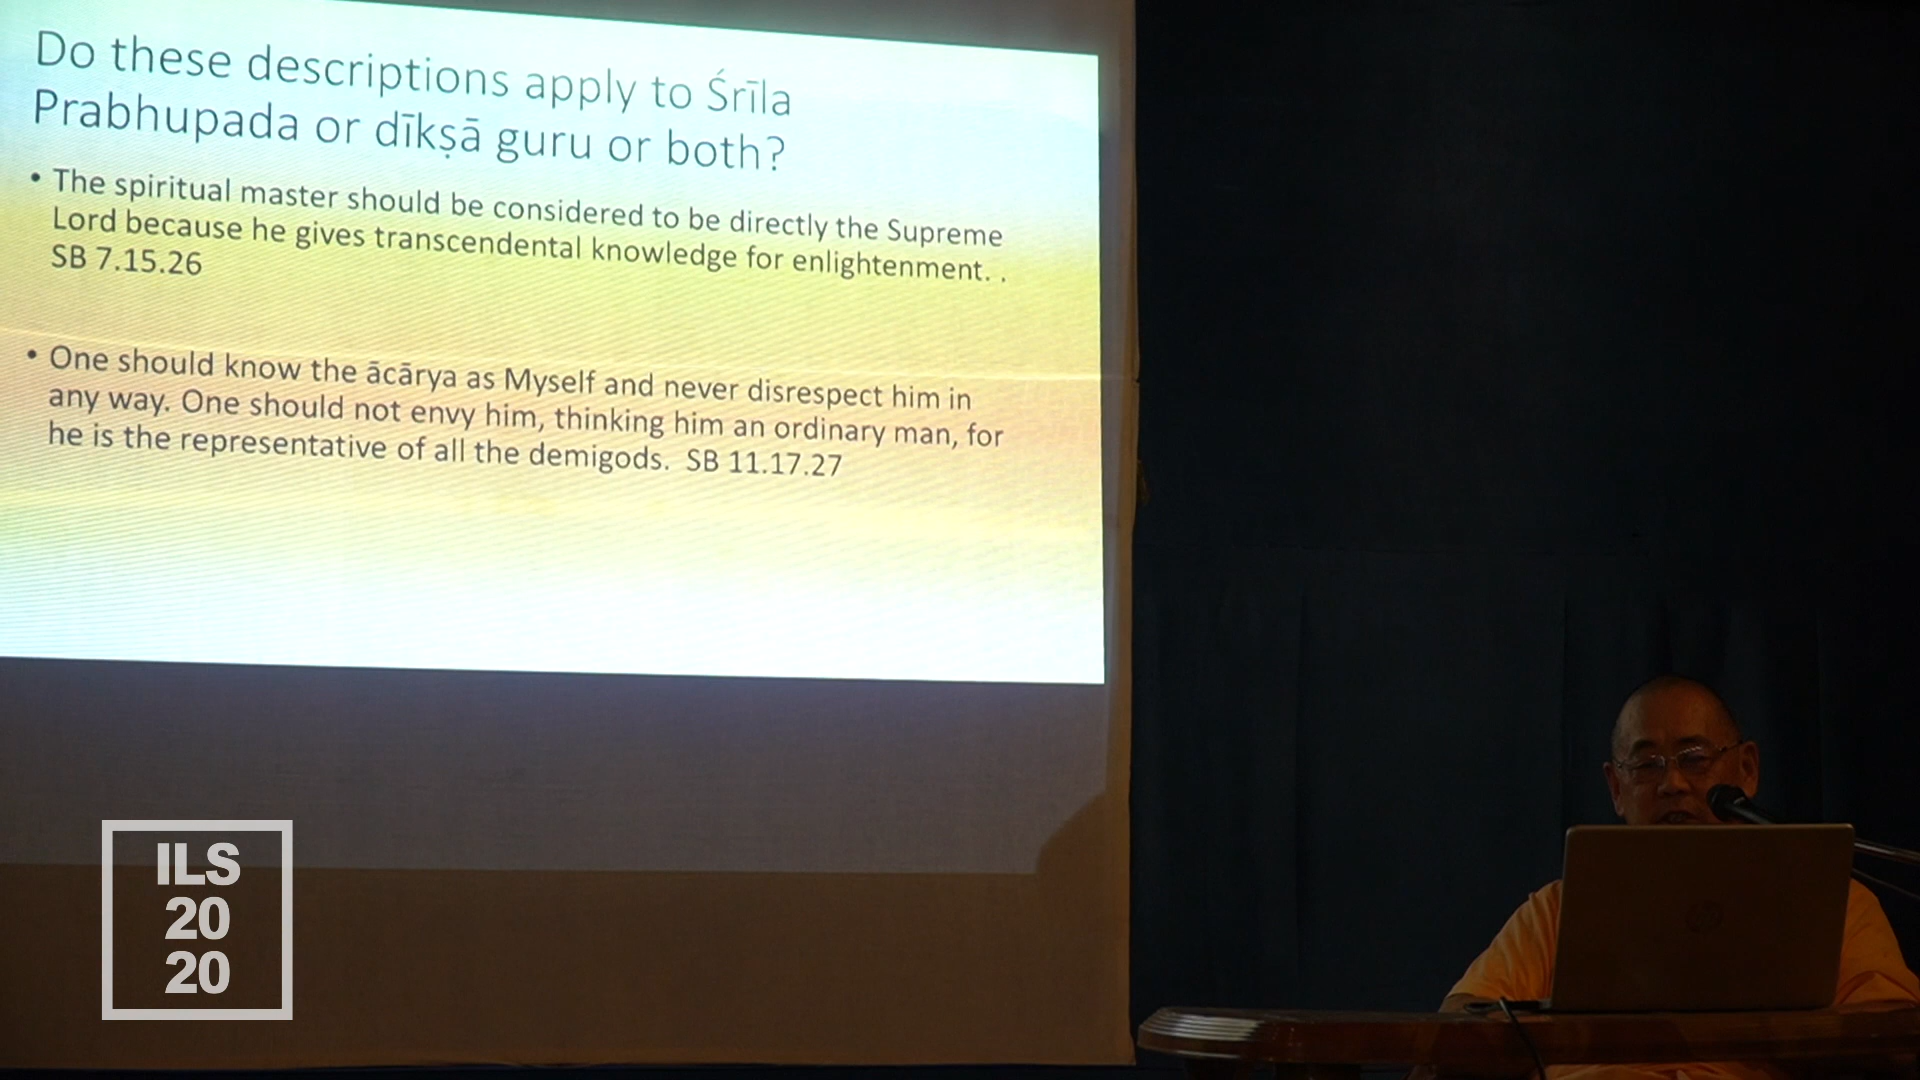 Do these descriptions apply to Śrīla
Prabhupada or dīkṣā guru or both?
• The spiritual master should be considered to be directly the Supreme
Lord because he gives transcendental knowledge for enlightenment. .
SB 7.15.26
• One should know the ācārya as Myself and never disrespect him in
any way. One should not envy him, thinking him an ordinary man, for
he is the representative of all the demigods.  SB 11.17.27
ILS
20
20